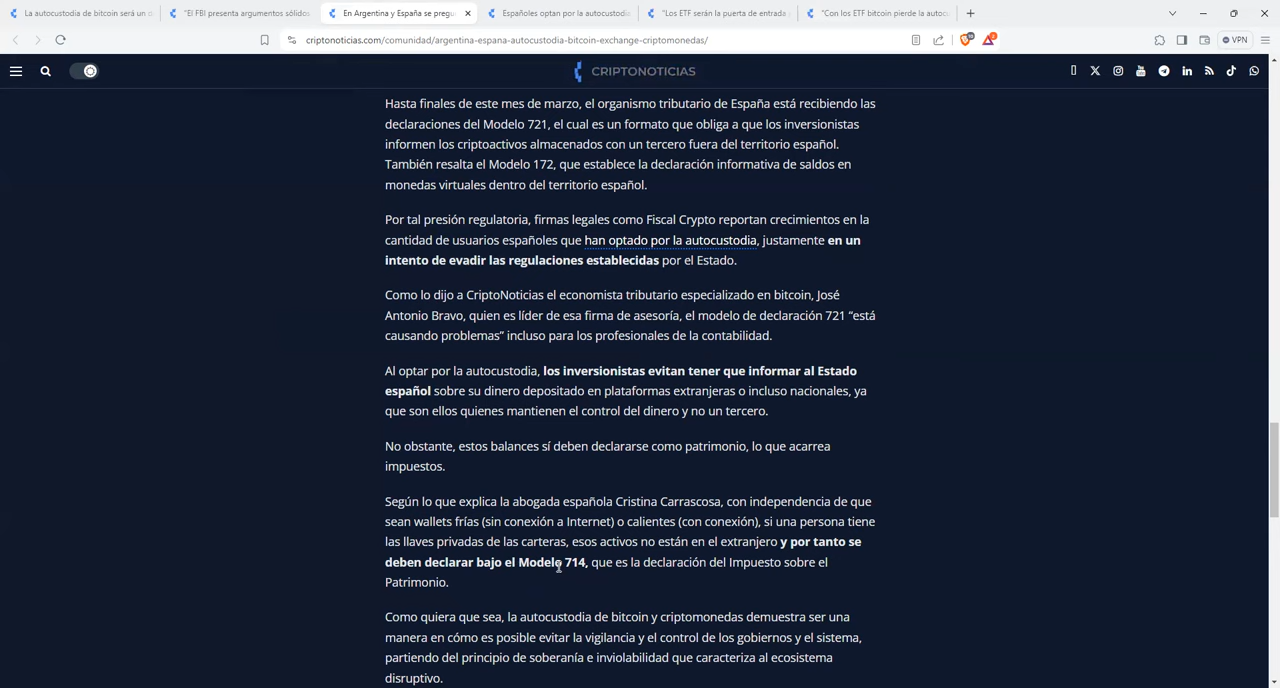 La autocustodia de bitcoin será un d
"El FBI presenta argumentos sólidos
En Argentina y España se pregu
Españoles optan por la autocustodia
"Los ETF serán la puerta de entrada
"Con los ETF bitcoin pierde la autoc
criptonoticias.com/comunidad/argentina-espana-autocustodia-bitcoin-exchange-criptomonedas/
VPN
CRIPTONOTICIAS
Hasta finales de este mes de marzo, el organismo tributario de España está recibiendo las
declaraciones del Modelo 721, el cual es un formato que obliga a que los inversionistas
informen los criptoactivos almacenados con un tercero fuera del territorio español.
También resalta el Modelo 172, que establece la declaración informativa de saldos en
monedas virtuales dentro del territorio español.
Por tal presión regulatoria, firmas legales como Fiscal Crypto reportan crecimientos en la
cantidad de usuarios españoles que han optado por la autocustodia, justamente en un
intento de evadir las regulaciones establecidas por el Estado.
Como lo dijo a CriptoNoticias el economista tributario especializado en bitcoin, José
Antonio Bravo, quien es líder de esa firma de asesoría, el modelo de declaración 721 “está
causando problemas” incluso para los profesionales de la contabilidad.
Al optar por la autocustodia, los inversionistas evitan tener que informar al Estado
español sobre su dinero depositado en plataformas extranjeras o incluso nacionales, ya
que son ellos quienes mantienen el control del dinero y no un tercero.
No obstante, estos balances sí deben declararse como patrimonio, lo que acarrea
impuestos.
Según lo que explica la abogada española Cristina Carrascosa, con independencia de que
sean wallets frías (sin conexión a Internet) o calientes (con conexión), si una persona tiene
las llaves privadas de las carteras, esos activos no están en el extranjero y por tanto se
deben declarar bajo el Modelo 714, que es la declaración del Impuesto sobre el
Patrimonio.
Como quiera que sea, la autocustodia de bitcoin y criptomonedas demuestra ser una
manera en cómo es posible evitar la vigilancia y el control de los gobiernos y el sistema,
partiendo del principio de soberanía e inviolabilidad que caracteriza al ecosistema
disruptivo.